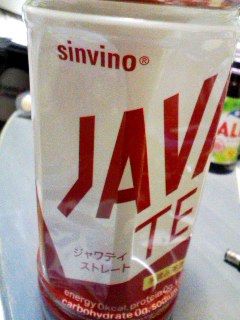 sinvino®
JAVA
TE
ジャワティ
ストレート
energy 0kcal. protein 0g.
carbohydrate 0g. sodium